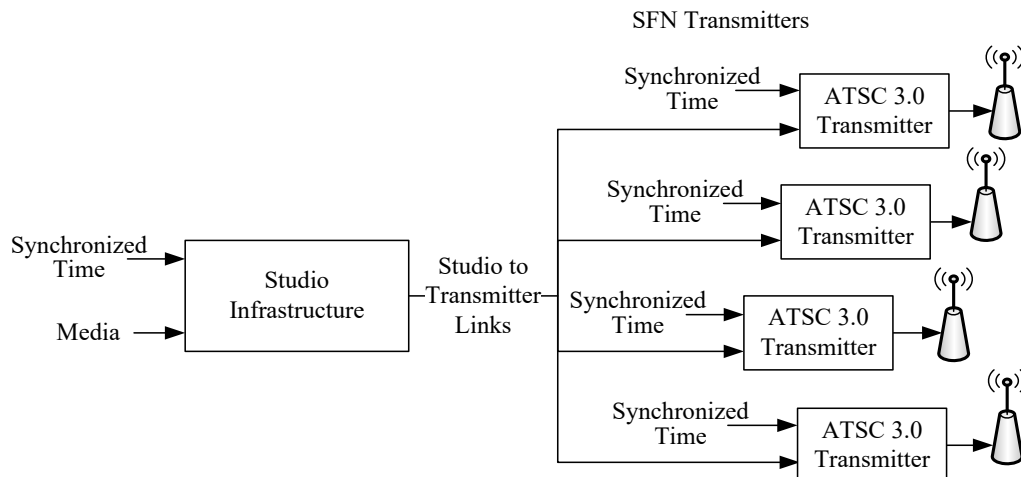 SFN Transmitters
Synchronized
Time
ATSC 3.0
Transmitter
Synchronized
Time
ATSC 3.0
Transmitter
Synchronized
Time
Media
Studio
Infrastructure
Studio to
Transmitter
Links
Synchronized
Time
ATSC 3.0
Transmitter
Synchronized
Time
ATSC 3.0
Transmitter